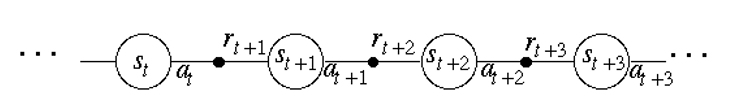 ... s_t a_t r_{t+1} s_{t+1} a_{t+1} r_{t+2} s_{t+2} a_{t+2} r_{t+3} s_{t+3} a_{t+3} ...